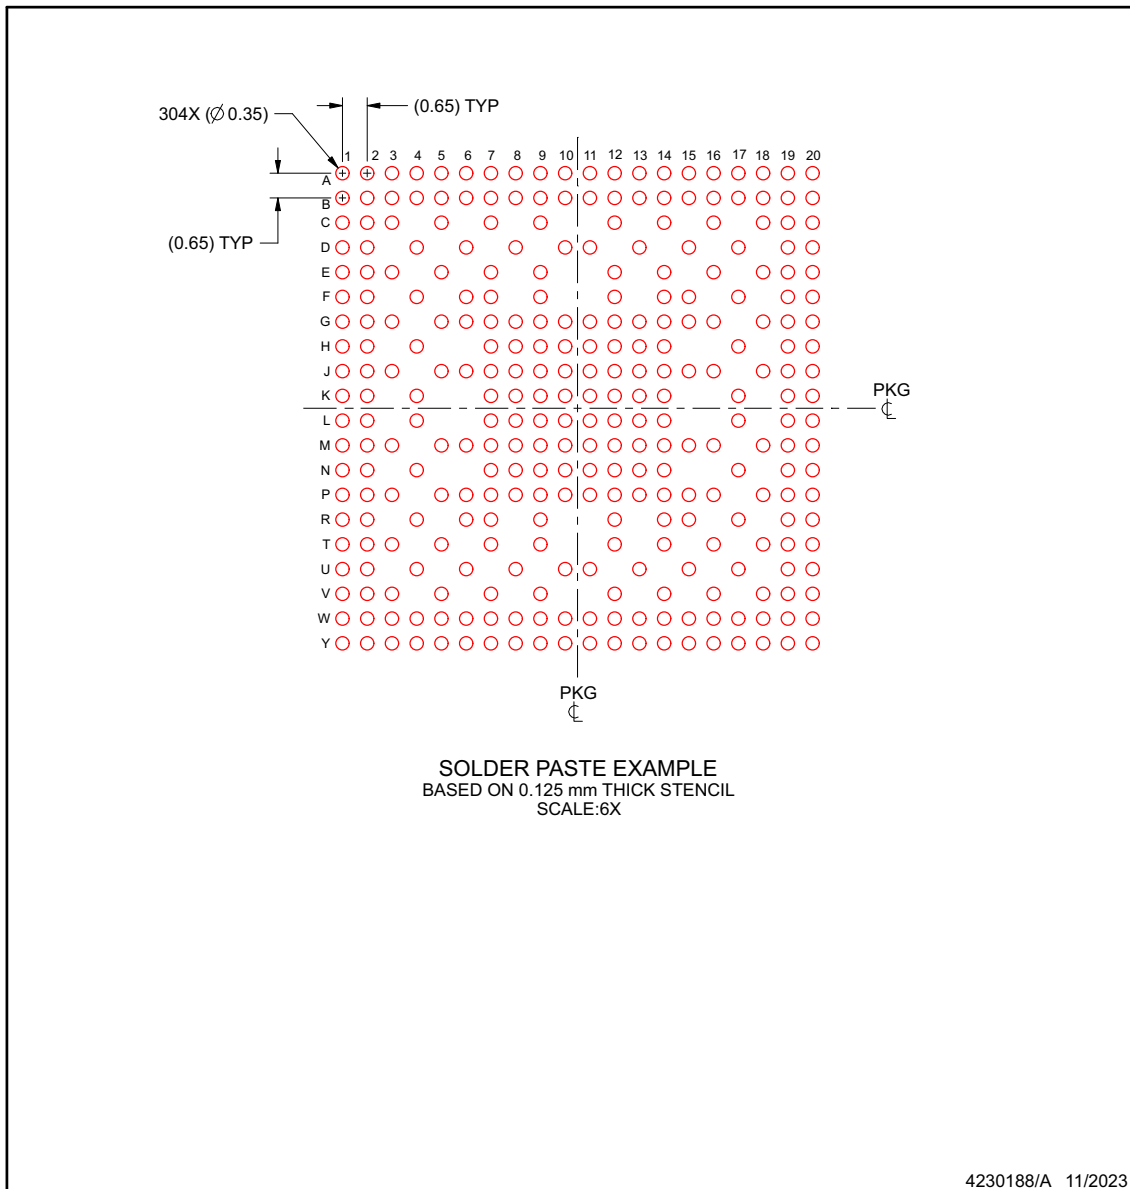 304X (∅ 0.35)
(0.65) TYP
1 2 3 4 5 6 7 8 9 10 11 12 13 14 15 16 17 18 19 20
A
B
(0.65) TYP
C
D
E
F
G
H
J
K
PKG
℄
L
M
N
P
R
T
U
V
W
Y
PKG
℄
SOLDER PASTE EXAMPLE
BASED ON 0.125 mm THICK STENCIL
SCALE:6X
4230188/A 11/2023